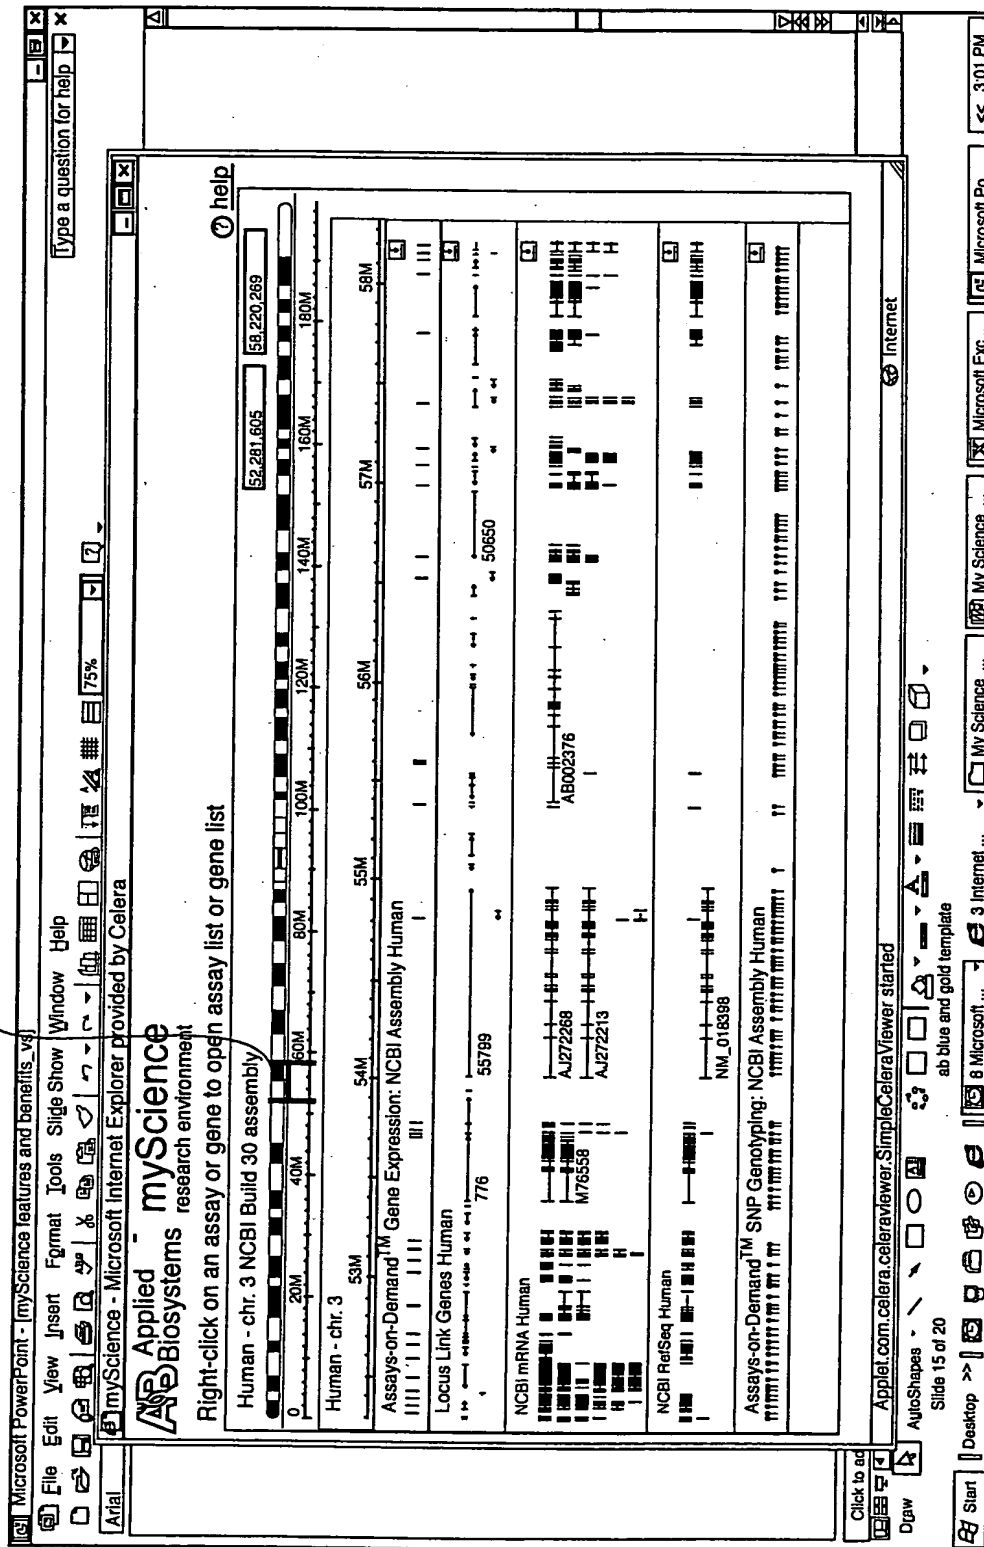 Microsoft PowerPoint - [myScience features and benefits_vs]
File Edit View Insert Format Tools Slide Show Window Help
Type a question for help
75%
Arial
myScience - Microsoft Internet Explorer provided by Celera
AB Applied Biosystems
myScience
research environment
help
Right-click on an assay or gene to open assay list or gene list
Human - chr. 3 NCBI Build 30 assembly
52,281,605 58,220,269
0 20M 40M 60M 80M 100M 120M 140M 160M 180M
Human - chr. 3
53M 54M 55M 56M 57M 58M
Assays-on-Demand™ Gene Expression: NCBI Assembly Human
Locus Link Genes Human
776 55799 50650
NCBI mRNA Human
AJ272268 AB002376
M76558 AJ272213
NCBI RefSeq Human
NM_018398
Assays-on-Demand™ SNP Genotyping: NCBI Assembly Human
Applet.com.celera.celeraviewer.SimpleCeleraViewer started
Internet
Click to ad
Draw AutoShapes
Slide 15 of 20
ab blue and gold template
Start Desktop >> 8 Microsoft ... 3 Internet ... My Science ... My Science ... Microsoft Exc... Microsoft Po... << 3:01 PM